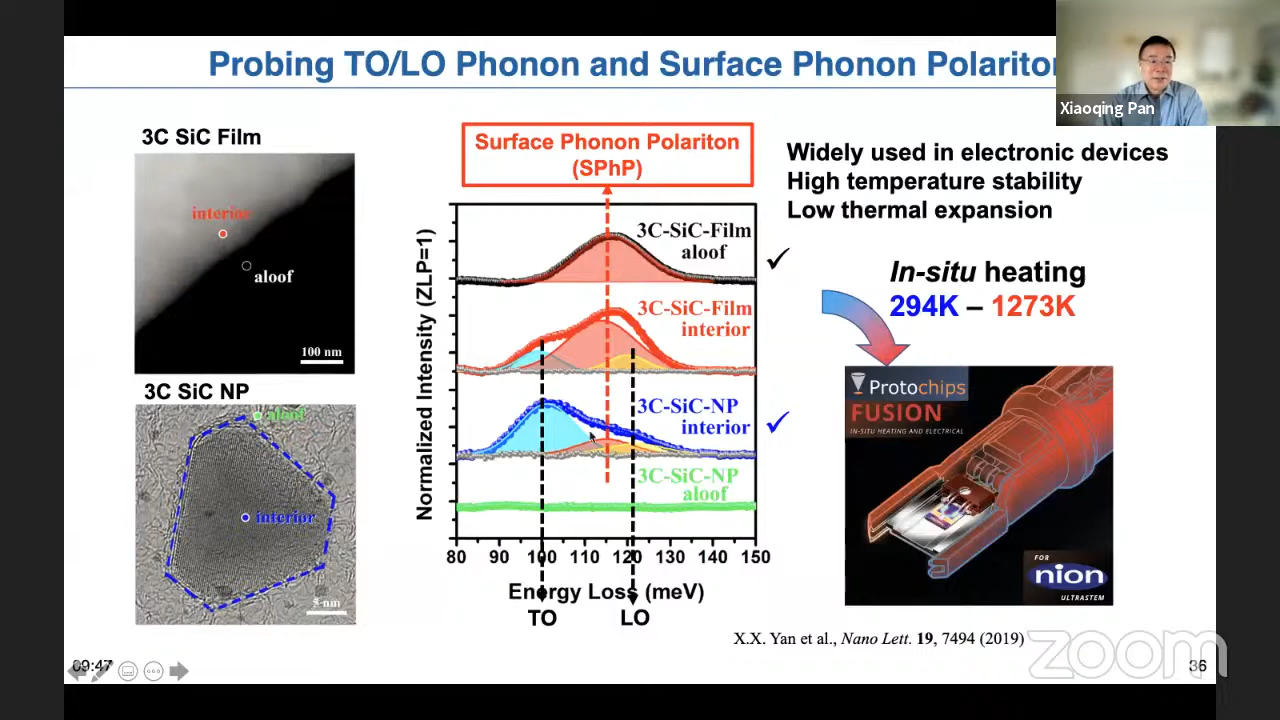 Probing TO/LO Phonon and Surface Phonon Polariton
Xiaoqing Pan
3C SiC Film
interior
aloof
100 nm
3C SiC NP
aloof
interior
5 nm
Surface Phonon Polariton
(SPhP)
Normalized Intensity (ZLP=1)
3C-SiC-Film
aloof
3C-SiC-Film
interior
3C-SiC-NP
interior
3C-SiC-NP
aloof
80 90 100 110 120 130 140 150
Energy Loss (meV)
TO LO
Widely used in electronic devices
High temperature stability
Low thermal expansion
In-situ heating
294K – 1273K
Protochips
FUSION
IN-SITU HEATING AND ELECTRICAL
FOR
nion
ULTRASTEM
X.X. Yan et al., Nano Lett. 19, 7494 (2019)
zoom
09:47
36